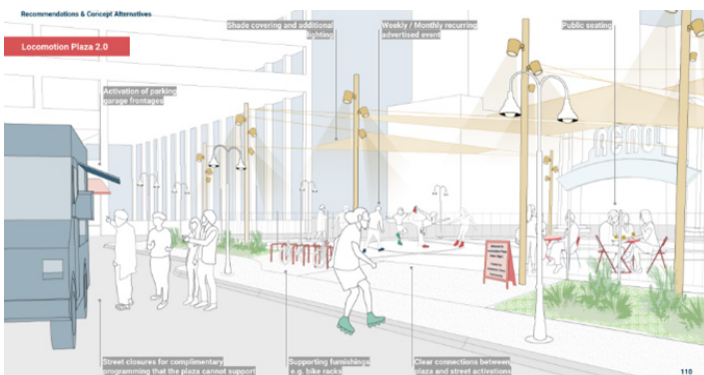 Recommendations & Concept Alternatives
Locomotion Plaza 2.0
Shade covering and additional
lighting
Weekly / Monthly recurring
advertised event
Public seating
Activation of parking
garage frontages
RENO!
Street closures for complimentary
programming that the plaza cannot support
Supporting furnishings
e.g. bike racks
Clear connections between
plaza and street activations
110